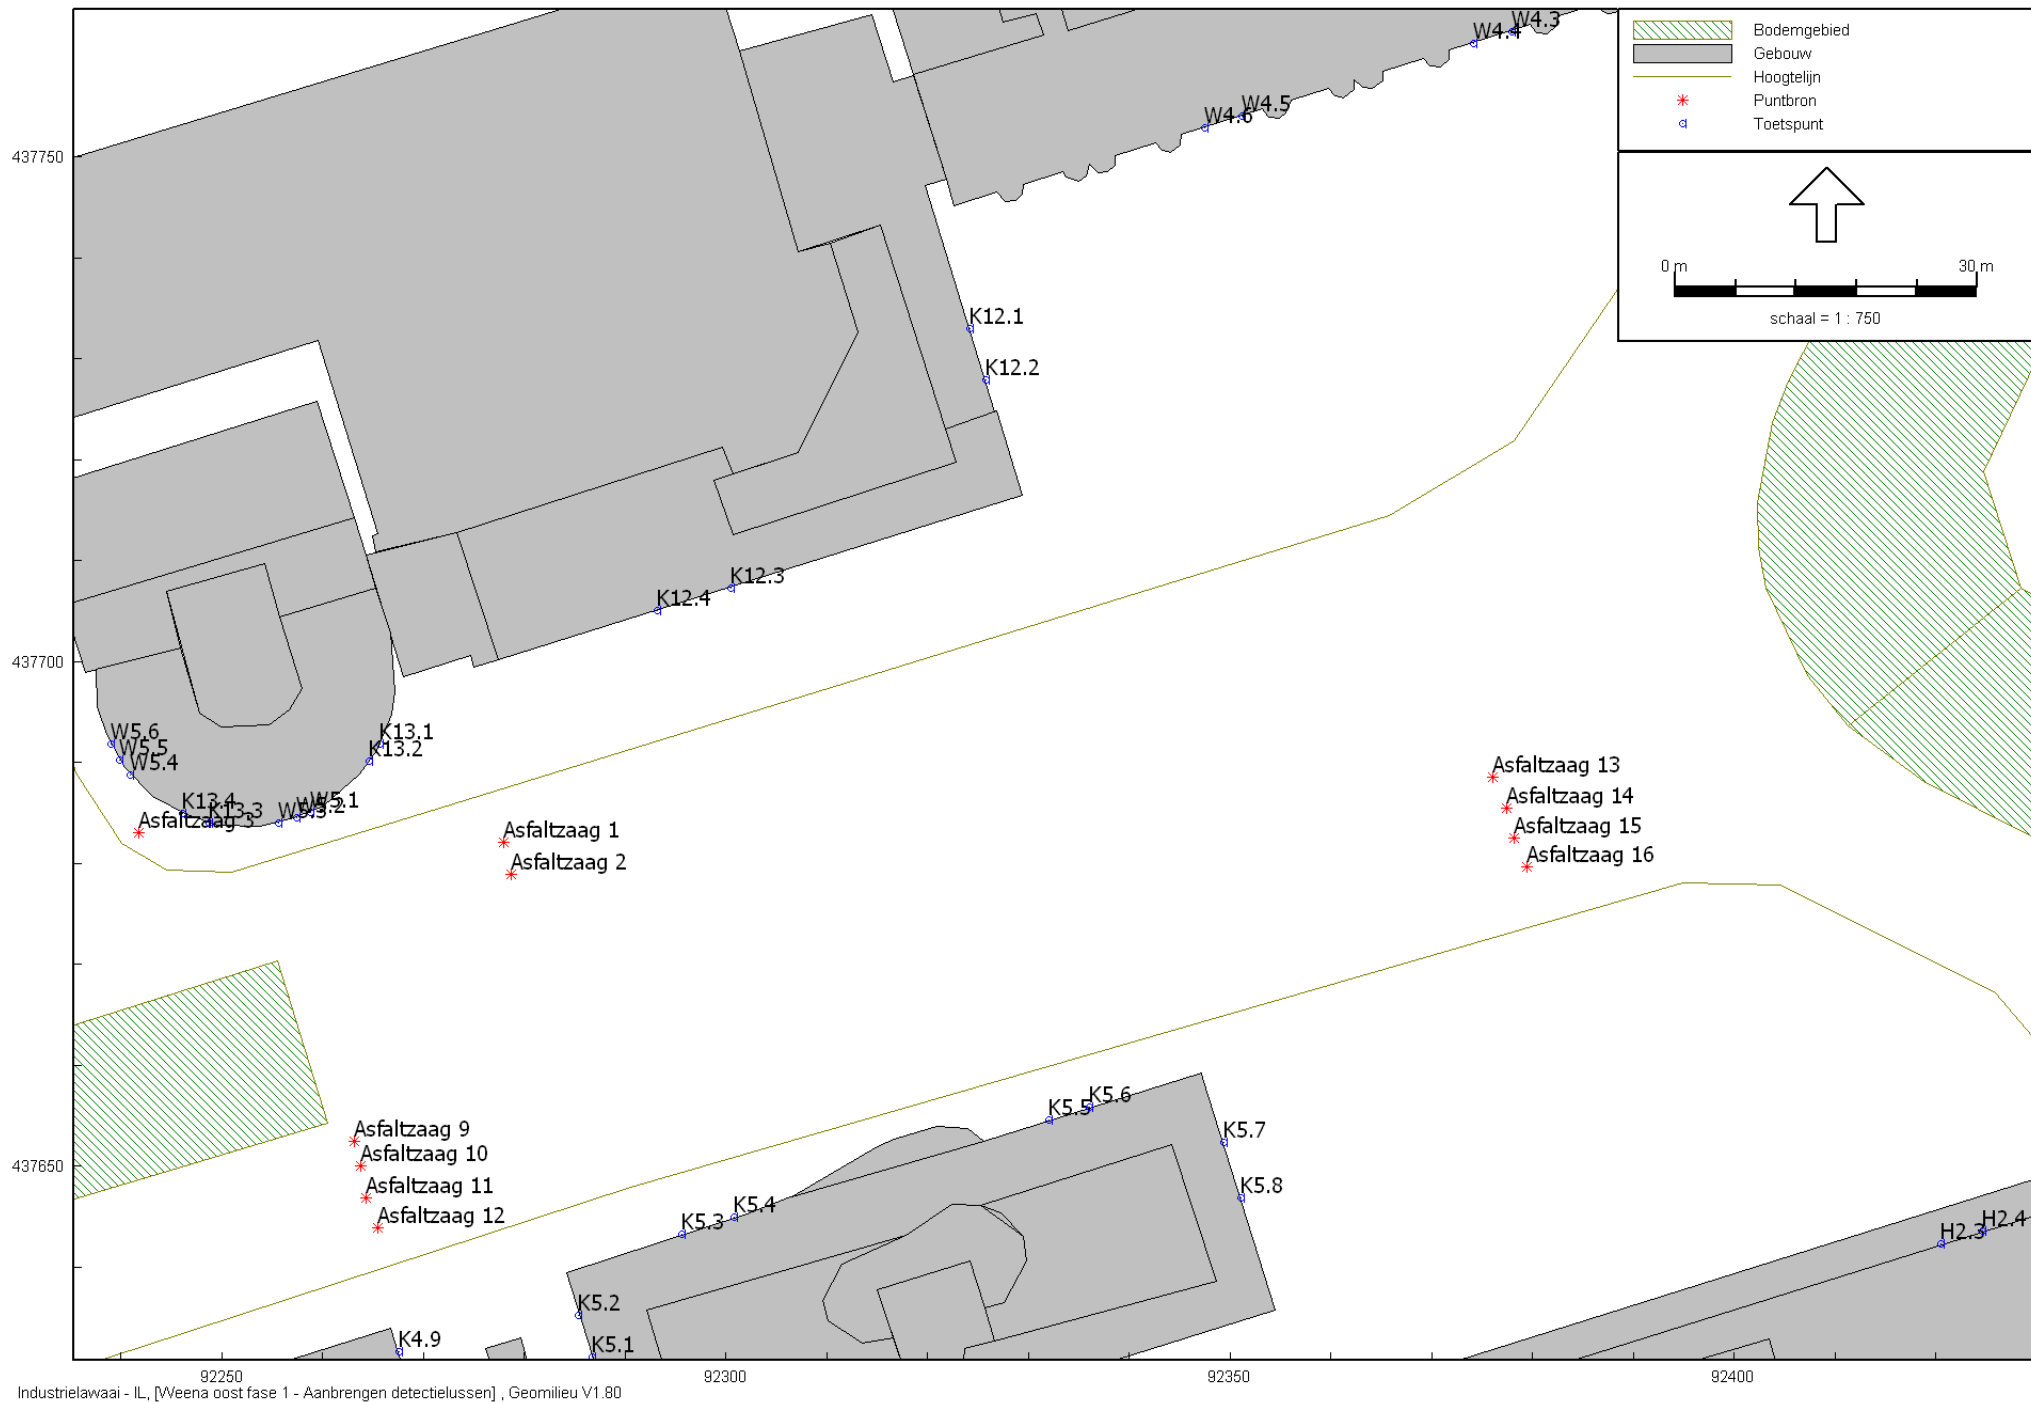 W4.3
Bodemgebied
W4.4
Gebouw
Hoogtelijn
Puntbron
W4.5
W4.6
Toetspunt
437750
0 m
30 m
schaal = 1 : 750
K12.1
K12.2
K12.3
K12.4
437700
W5.6
K13.1
W5.5
K13.2
W5.4
Asfaltzaag 13
K13.4
W5.1
Asfaltzaag 14
K13.3
W5.3
Asfaltzaag 3
Asfaltzaag 1
Asfaltzaag 15
Asfaltzaag 2
Asfaltzaag 16
K5.6
K5.5
Asfaltzaag 9
K5.7
Asfaltzaag 10
437650
Asfaltzaag 11
K5.8
K5.4
Asfaltzaag 12
K5.3
H2.4
H2.3
K5.2
K4.9
K5.1
92250
92300
92350
92400
Industrielawaai - IL, [Weena oost fase 1 - Aanbrengen detectielussen] , Geomilieu V1.80